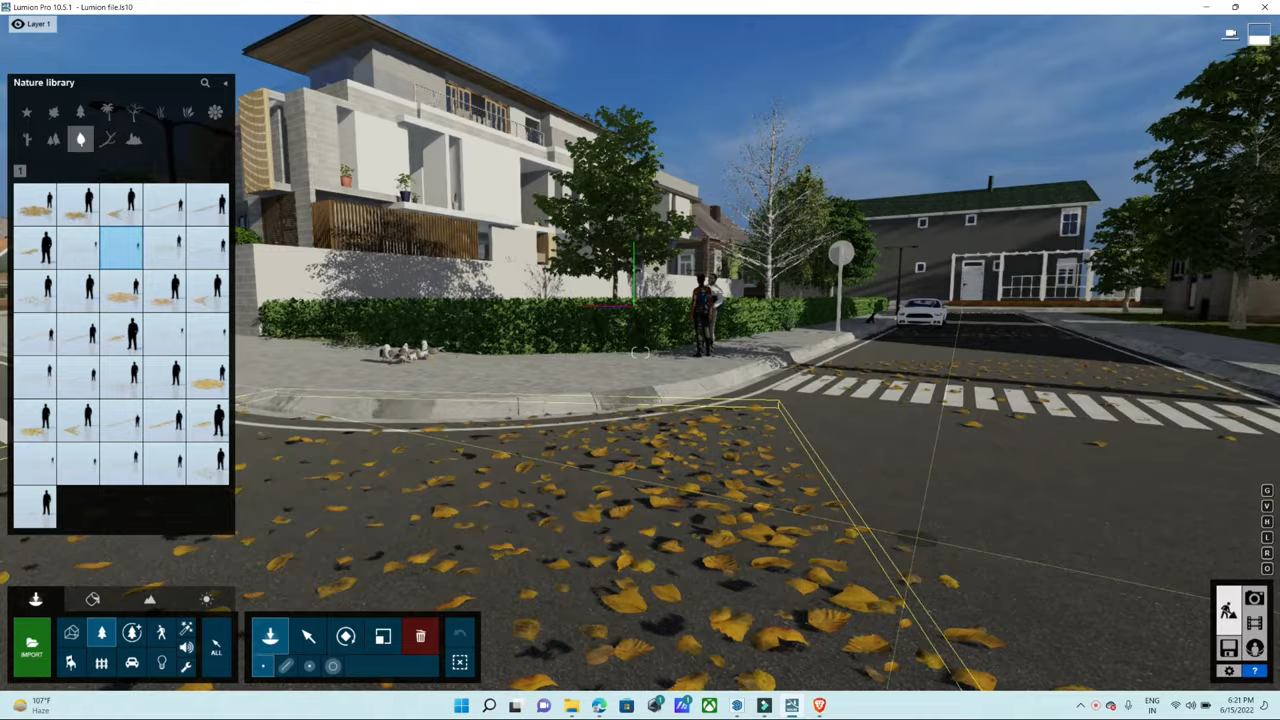 Lumion Pro 10.5.1 - Lumion file.ls10
Layer 1
Nature library
1
G
V
H
L
R
O
IMPORT
ALL
?
107°F
Haze
ENG
IN
6:21 PM
6/15/2022